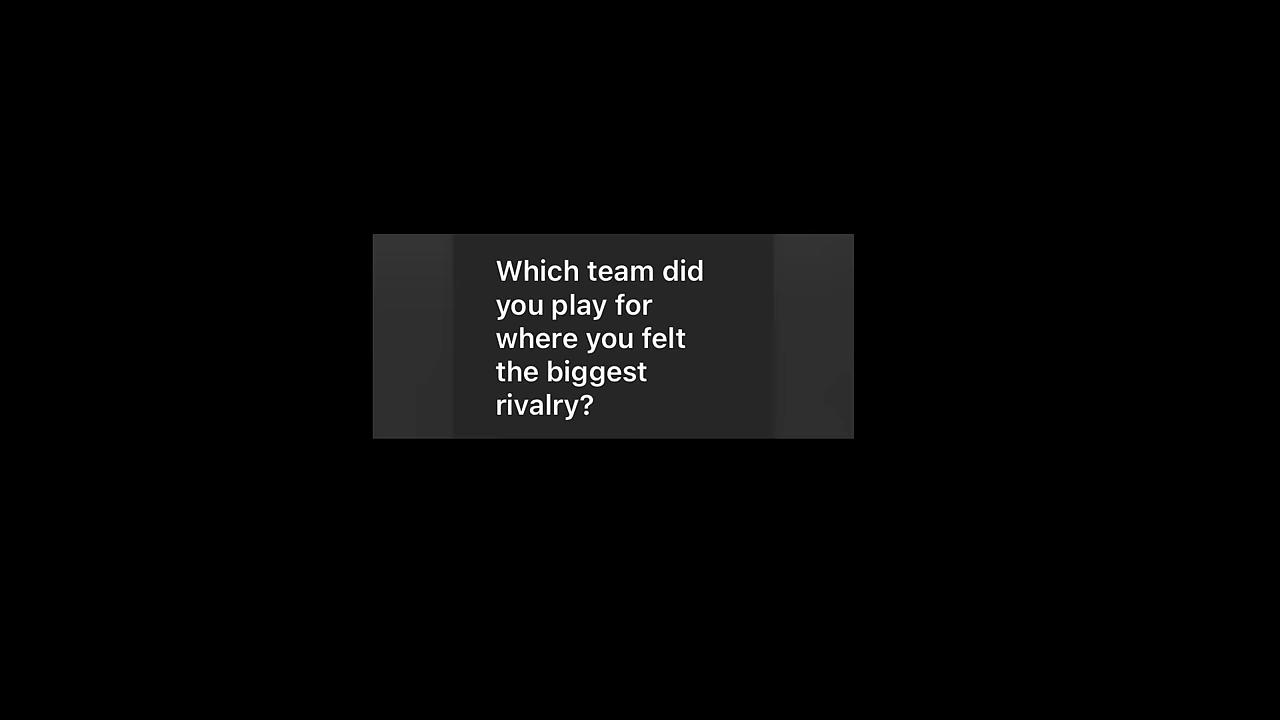 Which team did
you play for
where you felt
the biggest
rivalry?